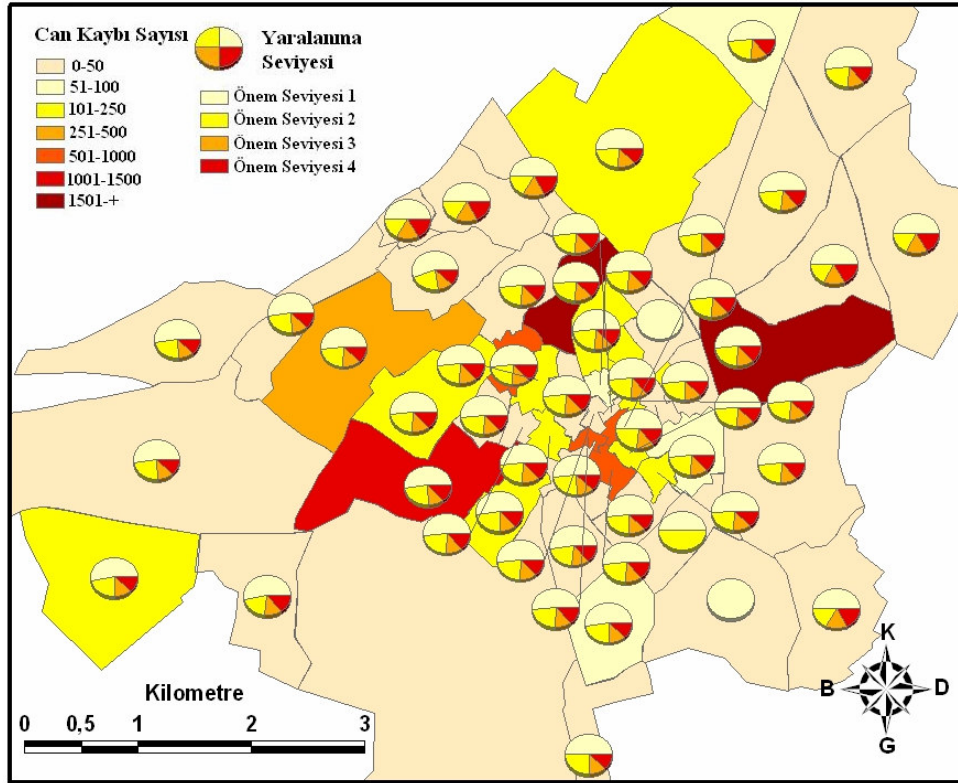 Can Kaybı Sayısı
0-50
51-100
101-250
251-500
501-1000
1001-1500
1501-+
Yaralanma
Seviyesi
Önem Seviyesi 1
Önem Seviyesi 2
Önem Seviyesi 3
Önem Seviyesi 4
K
B D
G
Kilometre
0 0,5 1 2 3